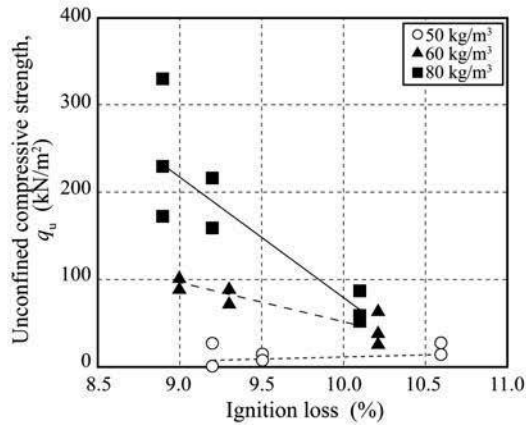 Unconfined compressive strength,
qu (kN/m²)
400
300
200
100
0
50 kg/m³
60 kg/m³
80 kg/m³
8.5 9.0 9.5 10.0 10.5 11.0
Ignition loss (%)